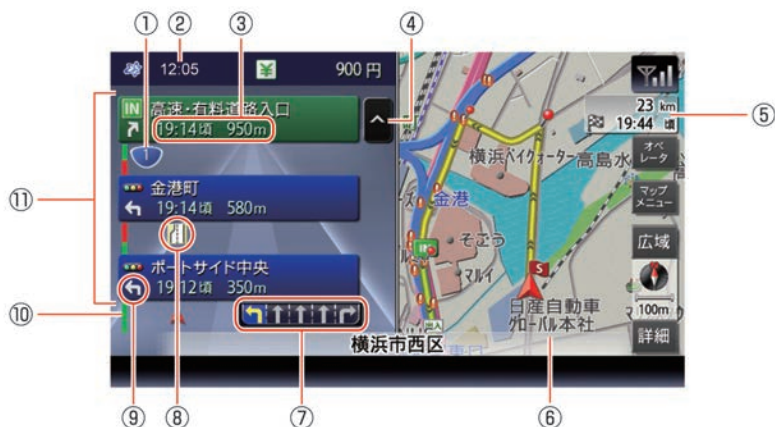 ① ② ③ ④
12:05 ¥ 900 円
IN 高速・有料道路入口
19:14頃 950m
1
金港町
19:14頃 580m
ポートサイド中央
19:12頃 350m
横浜市西区
横浜ベイクォーター
高島水
金港
IN
そごう
マルイ
S
日産自動車
グローバル本社
出入
23 km
19:44 頃
オペレータ
マップ
メニュー
広域
100m
詳細
⑤
⑪
⑩
⑨ ⑧ ⑦ ⑥